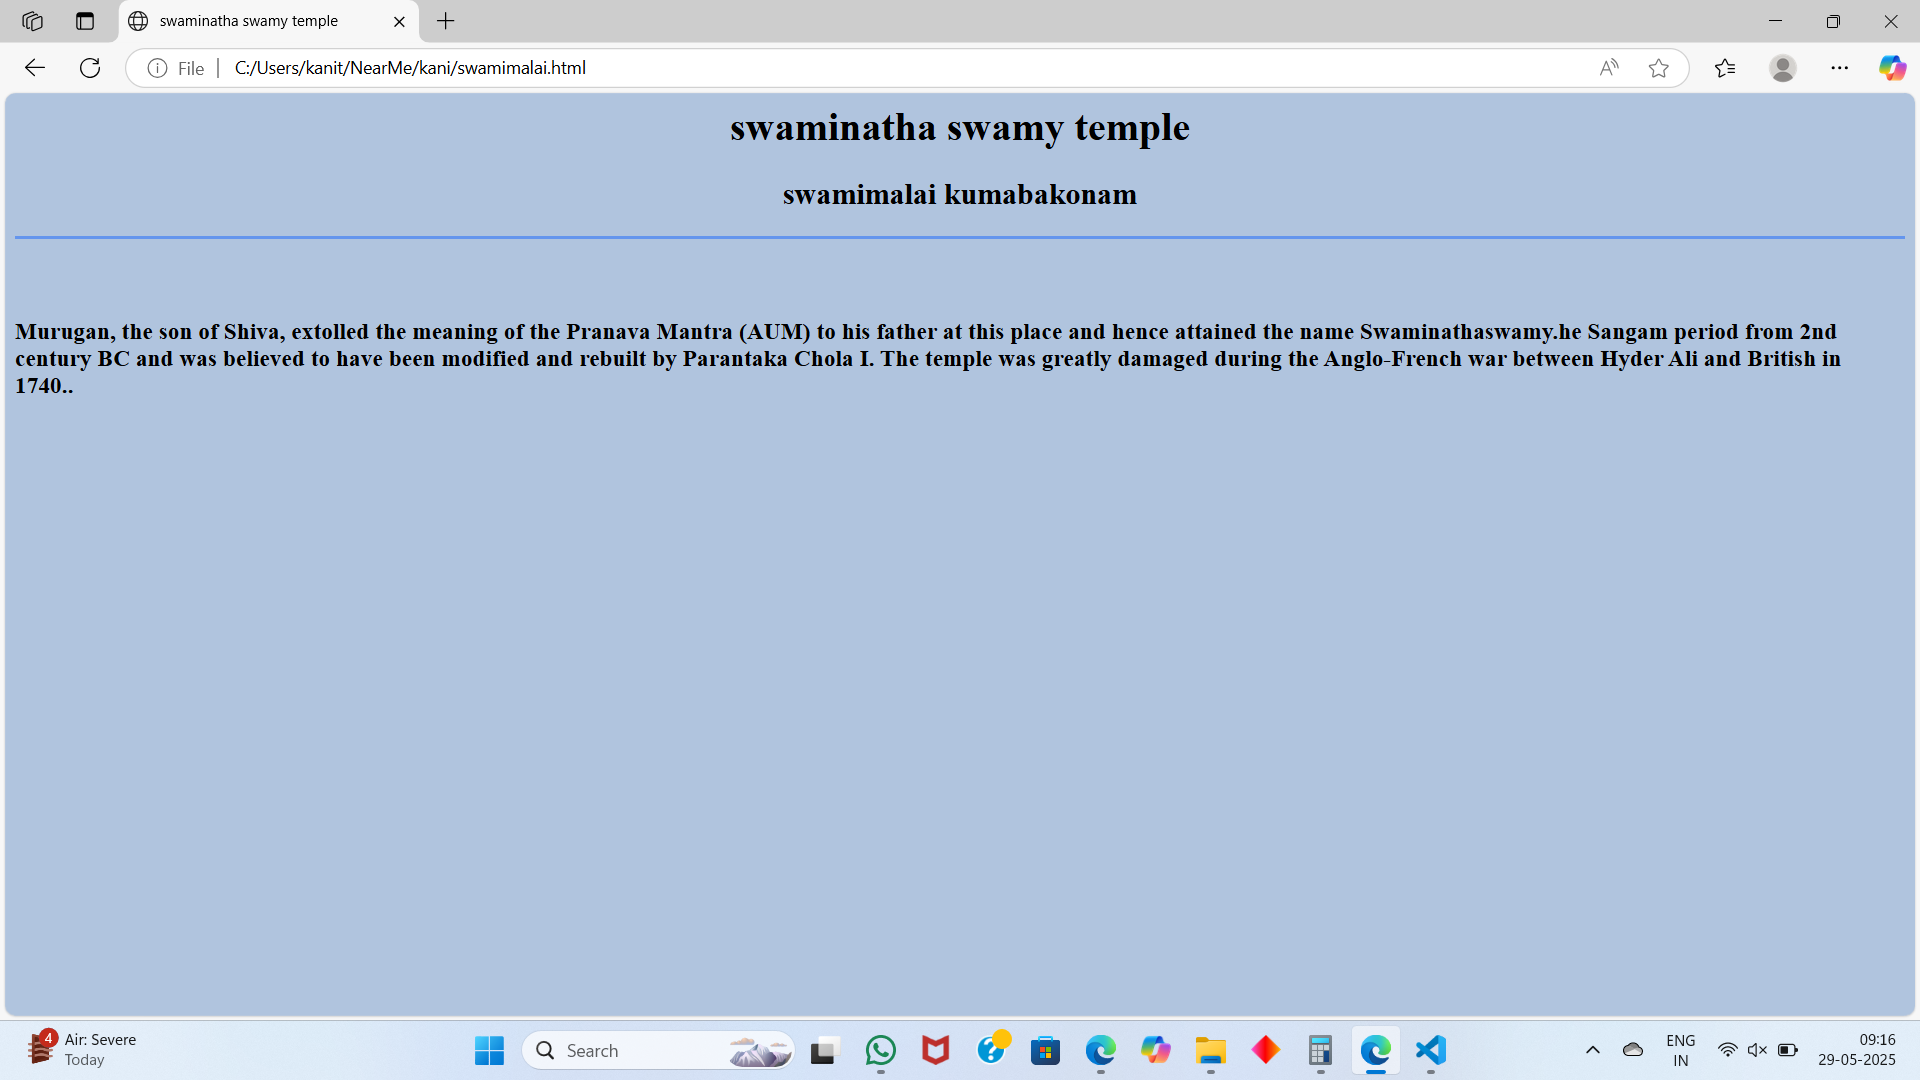 swaminatha swamy temple
File
C:/Users/kanit/NearMe/kani/swamimalai.html
swaminatha swamy temple
swamimalai kumabakonam
Murugan, the son of Shiva, extolled the meaning of the Pranava Mantra (AUM) to his father at this place and hence attained the name Swaminathaswamy.he Sangam period from 2nd
century BC and was believed to have been modified and rebuilt by Parantaka Chola I. The temple was greatly damaged during the Anglo-French war between Hyder Ali and British in
1740..
4
Air: Severe
Today
Search
ENG
IN
09:16
29-05-2025